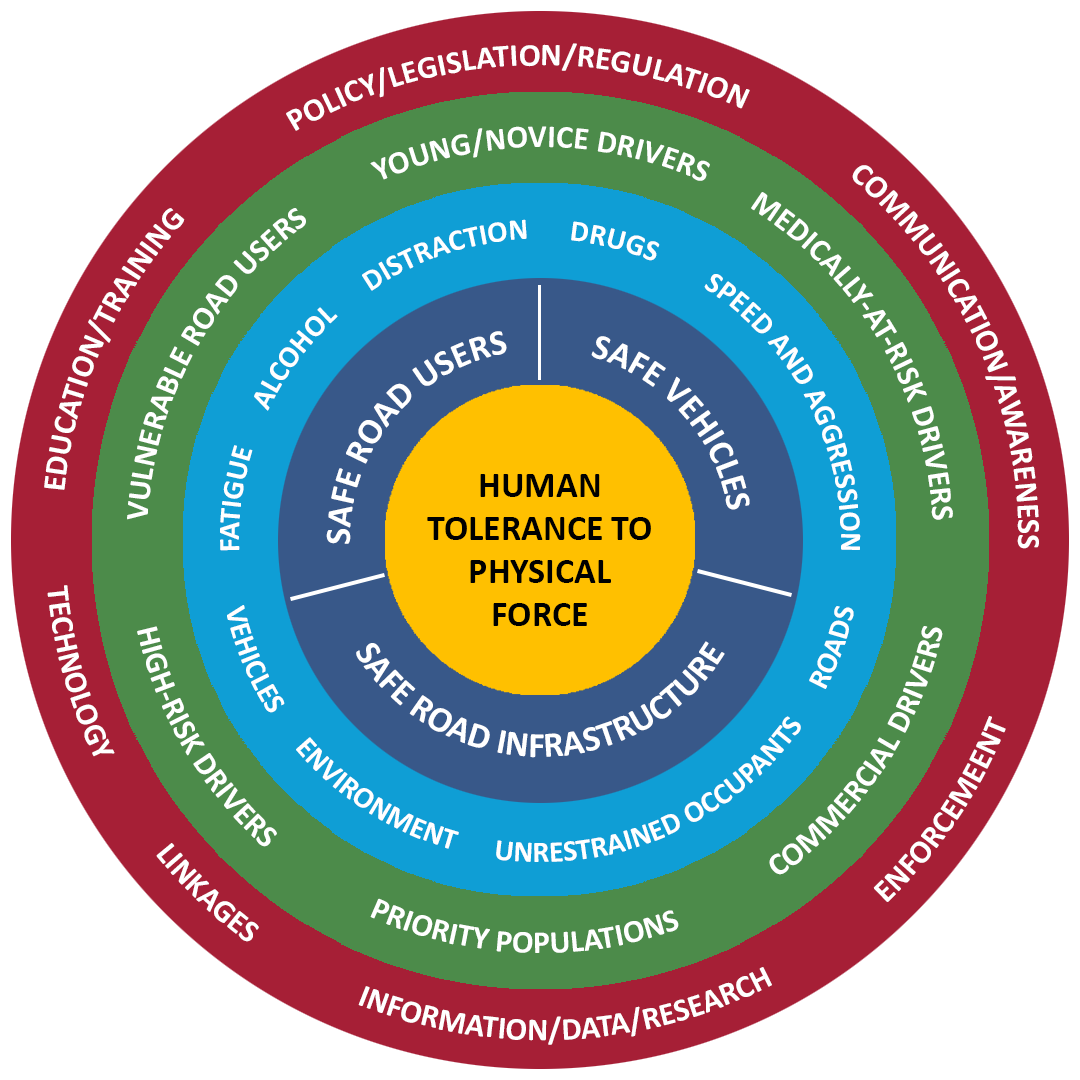 POLICY/LEGISLATION/REGULATION
COMMUNICATION/AWARENESS
ENFORCEMEENT
INFORMATION/DATA/RESEARCH
LINKAGES
TECHNOLOGY
EDUCATION/TRAINING
YOUNG/NOVICE DRIVERS
MEDICALLY-AT-RISK DRIVERS
COMMERCIAL DRIVERS
PRIORITY POPULATIONS
HIGH-RISK DRIVERS
VULNERABLE ROAD USERS
DISTRACTION
DRUGS
SPEED AND AGGRESSION
ROADS
UNRESTRAINED OCCUPANTS
ENVIRONMENT
VEHICLES
FATIGUE
ALCOHOL
SAFE ROAD USERS
SAFE VEHICLES
SAFE ROAD INFRASTRUCTURE
HUMAN
TOLERANCE TO
PHYSICAL
FORCE